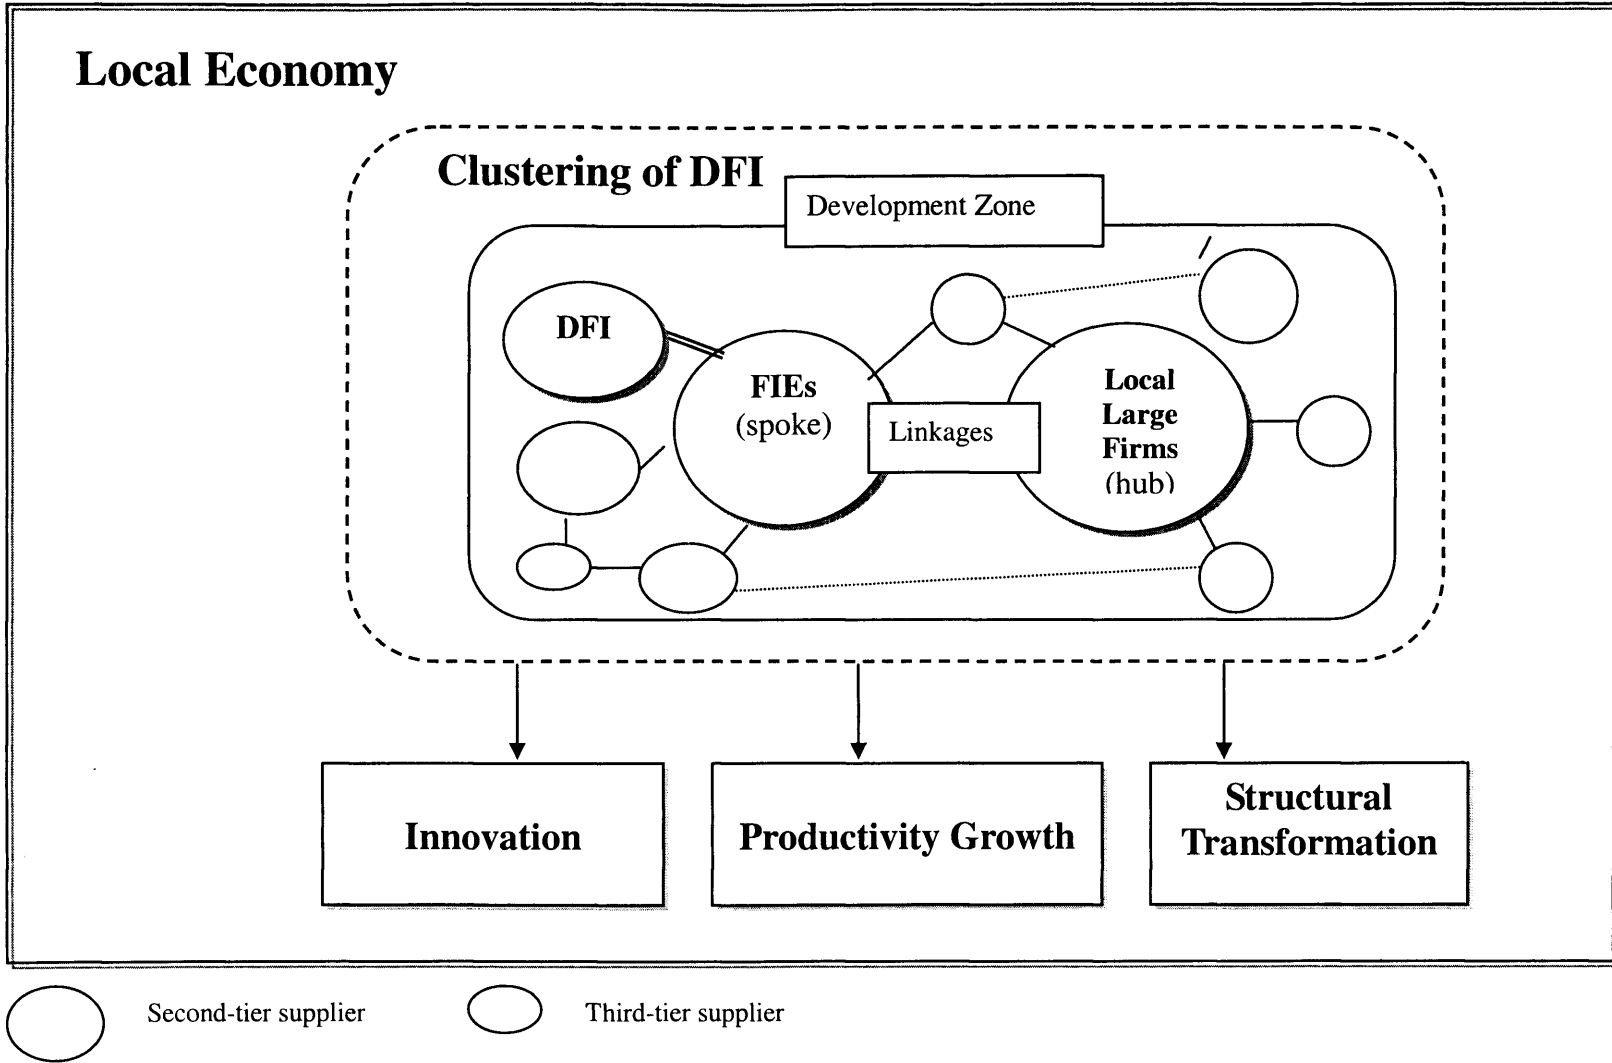 Local Economy
Clustering of DFI
Development Zone
DFI
FIEs
(spoke)
Linkages
Local
Large
Firms
(hub)
Innovation
Productivity Growth
Structural
Transformation
Second-tier supplier
Third-tier supplier